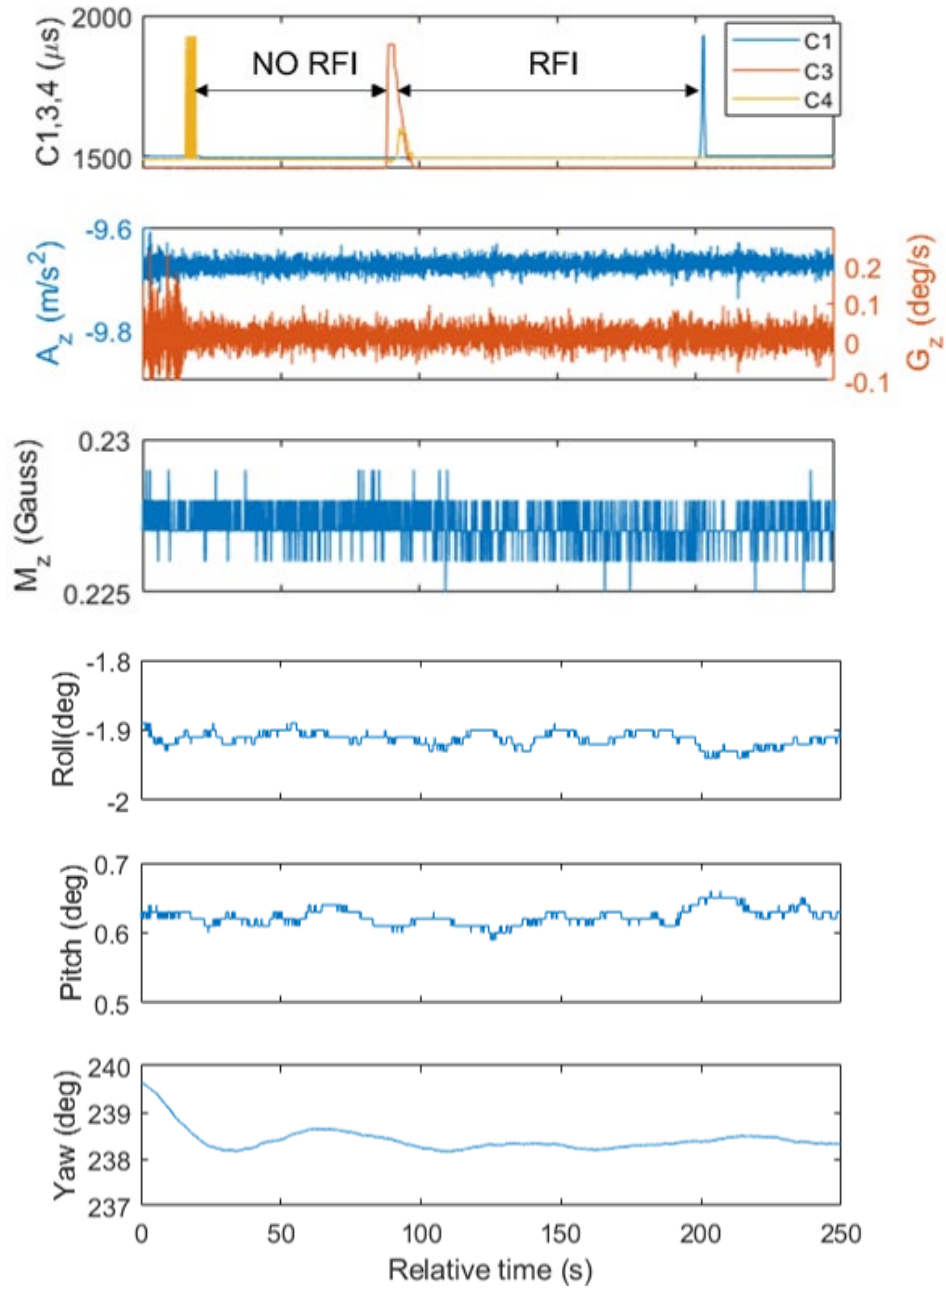 2000
1500
C1,3,4 (μs)
NO RFI
RFI
C1
C3
C4
-9.6
-9.8
A_z (m/s²)
0.2
0.1
0
-0.1
G_z (deg/s)
0.23
0.225
M_z (Gauss)
-1.8
-1.9
-2
Roll(deg)
0.7
0.6
0.5
Pitch (deg)
240
239
238
237
Yaw (deg)
0 50 100 150 200 250
Relative time (s)